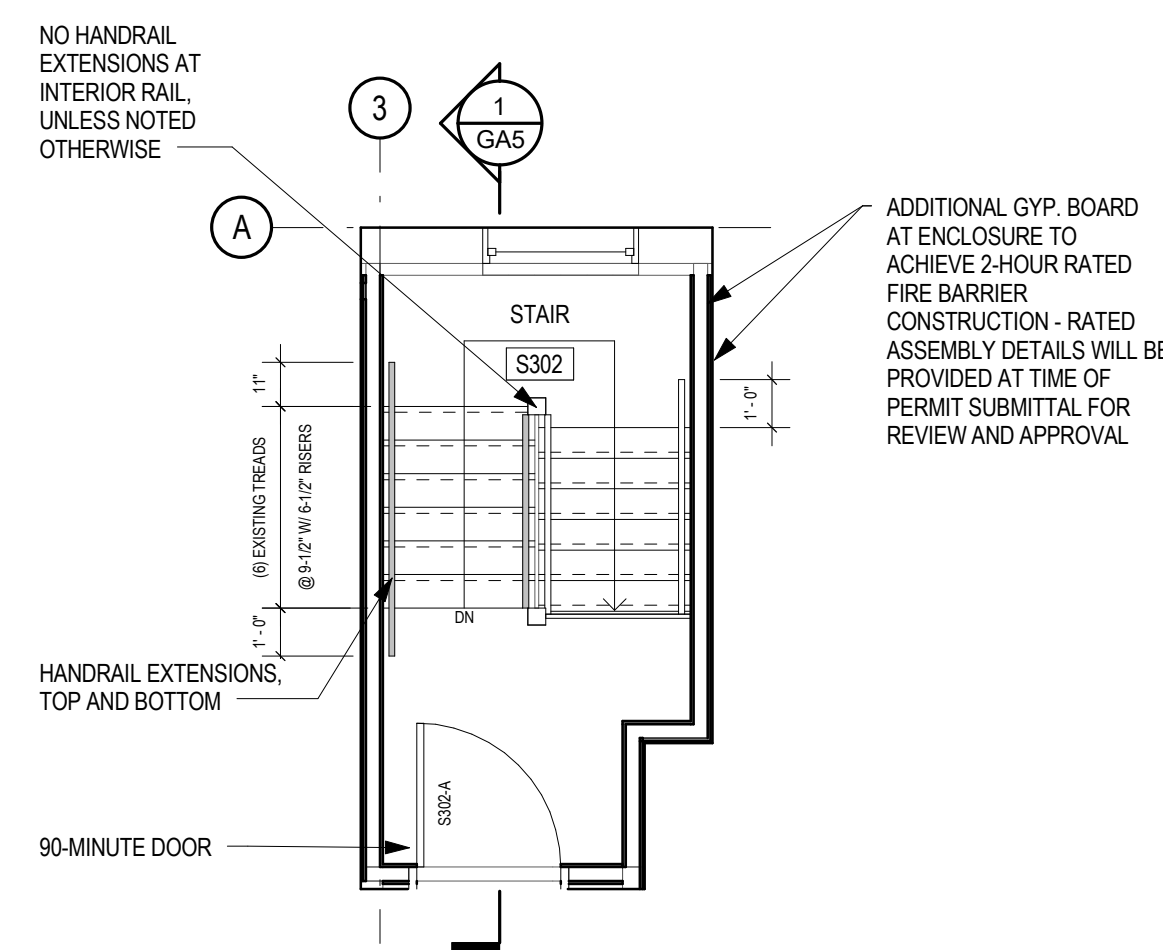 NO HANDRAIL
EXTENSIONS AT
INTERIOR RAIL,
UNLESS NOTED
OTHERWISE
3
1
GA5
A
ADDITIONAL GYP. BOARD
AT ENCLOSURE TO
ACHIEVE 2-HOUR RATED
FIRE BARRIER
CONSTRUCTION - RATED
ASSEMBLY DETAILS WILL BE
PROVIDED AT TIME OF
PERMIT SUBMITTAL FOR
REVIEW AND APPROVAL
STAIR
S302
11"
(6) EXISTING TREADS
@ 9-1/2" W/ 6-1/2" RISERS
1' - 0"
1' - 0"
DN
HANDRAIL EXTENSIONS,
TOP AND BOTTOM
S302-A
90-MINUTE DOOR